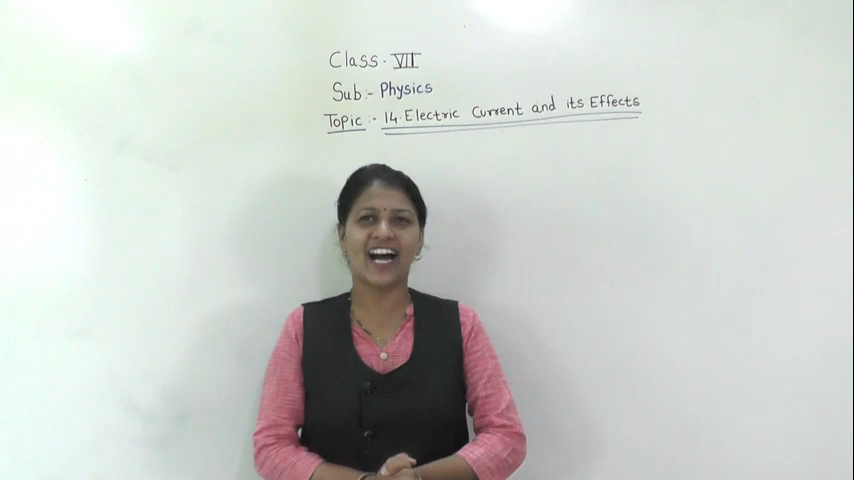 Class - VII
Sub:- Physics
Topic:- 14. Electric Current and its Effects